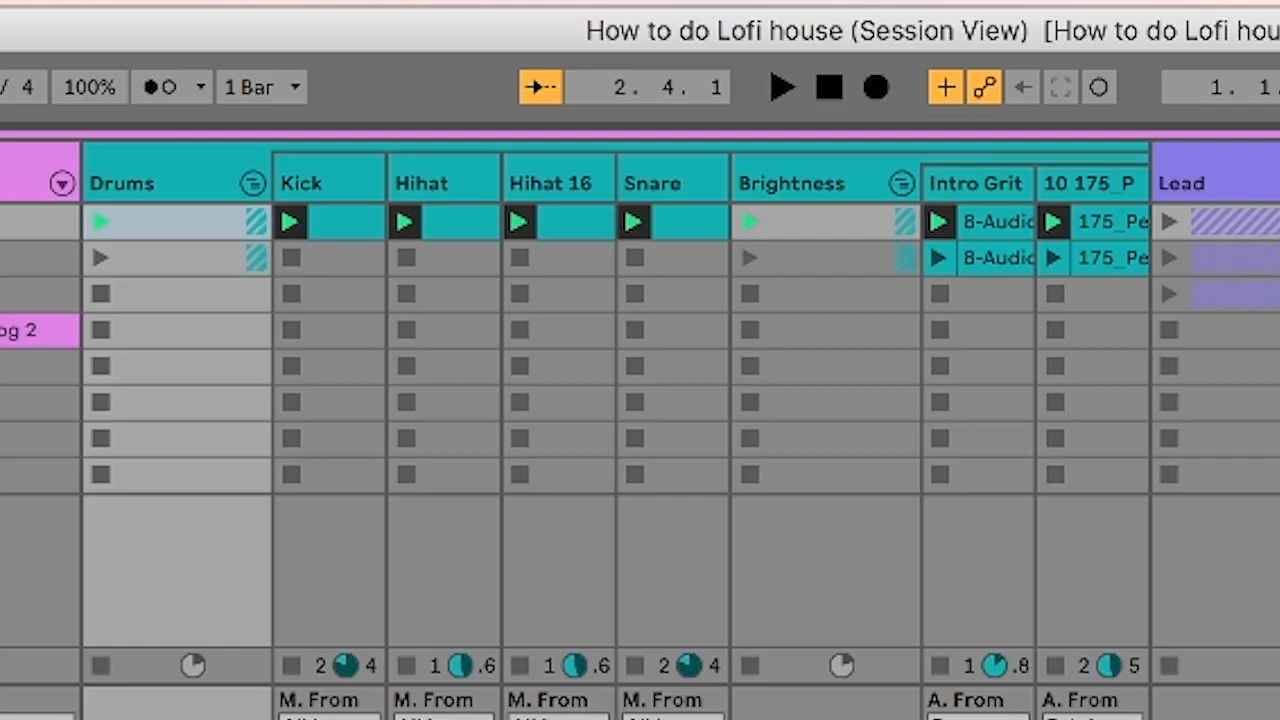 How to do Lofi house (Session View) [How to do Lofi hou
/ 4 100% 1 Bar 2. 4. 1 1. 1.
Drums Kick Hihat Hihat 16 Snare Brightness Intro Grit 10 175_P Lead
8-Audio 175_Pe
8-Audio 175_Pe
og 2
2 4 1 .6 1 .6 2 4 1 .8 2 5
M. From M. From M. From M. From A. From A. From